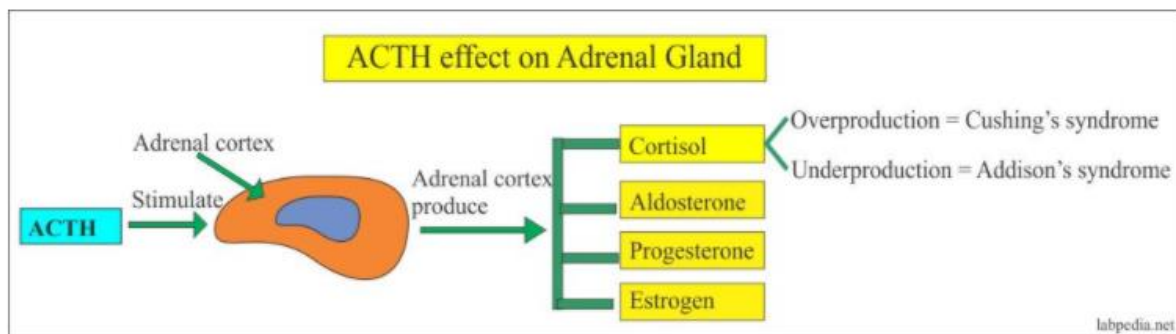 ACTH effect on Adrenal Gland
Adrenal cortex
Stimulate
ACTH
Adrenal cortex
produce
Cortisol
Overproduction = Cushing's syndrome
Underproduction = Addison's syndrome
Aldosterone
Progesterone
Estrogen
labpedia.net